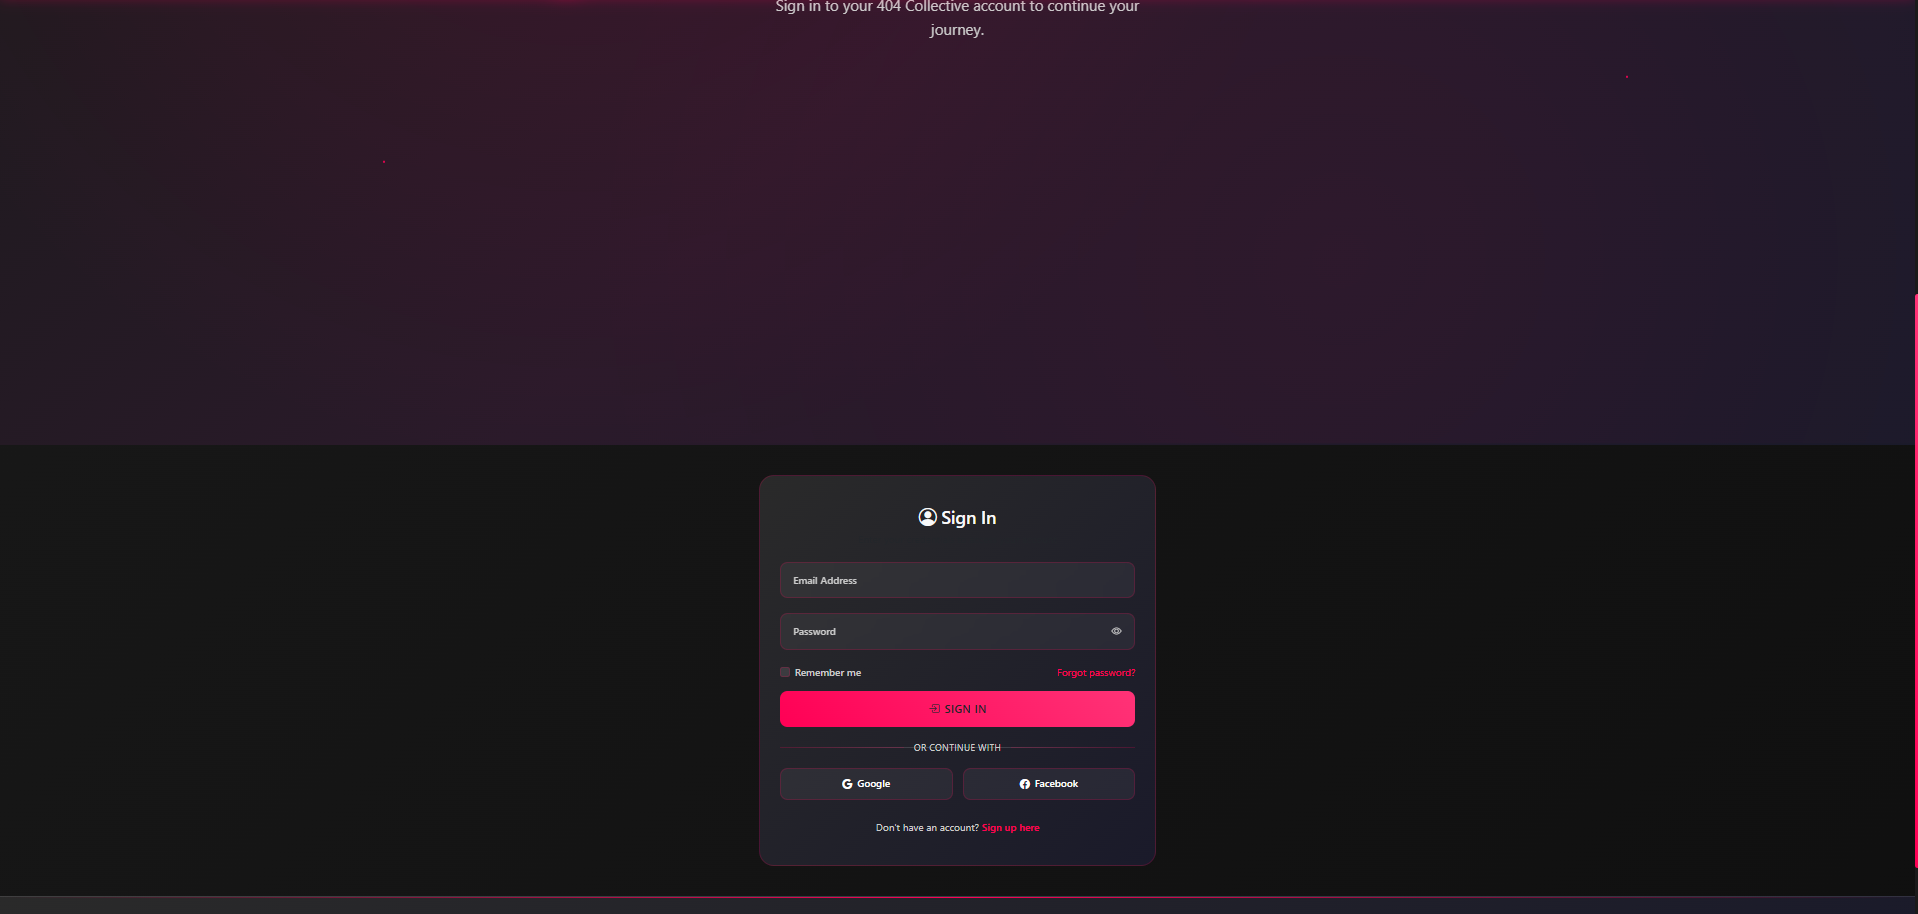 Sign in to your 404 Collective account to continue your
journey.
Sign In
Email Address
Password
Remember me
Forgot password?
SIGN IN
OR CONTINUE WITH
Google
Facebook
Don't have an account? Sign up here